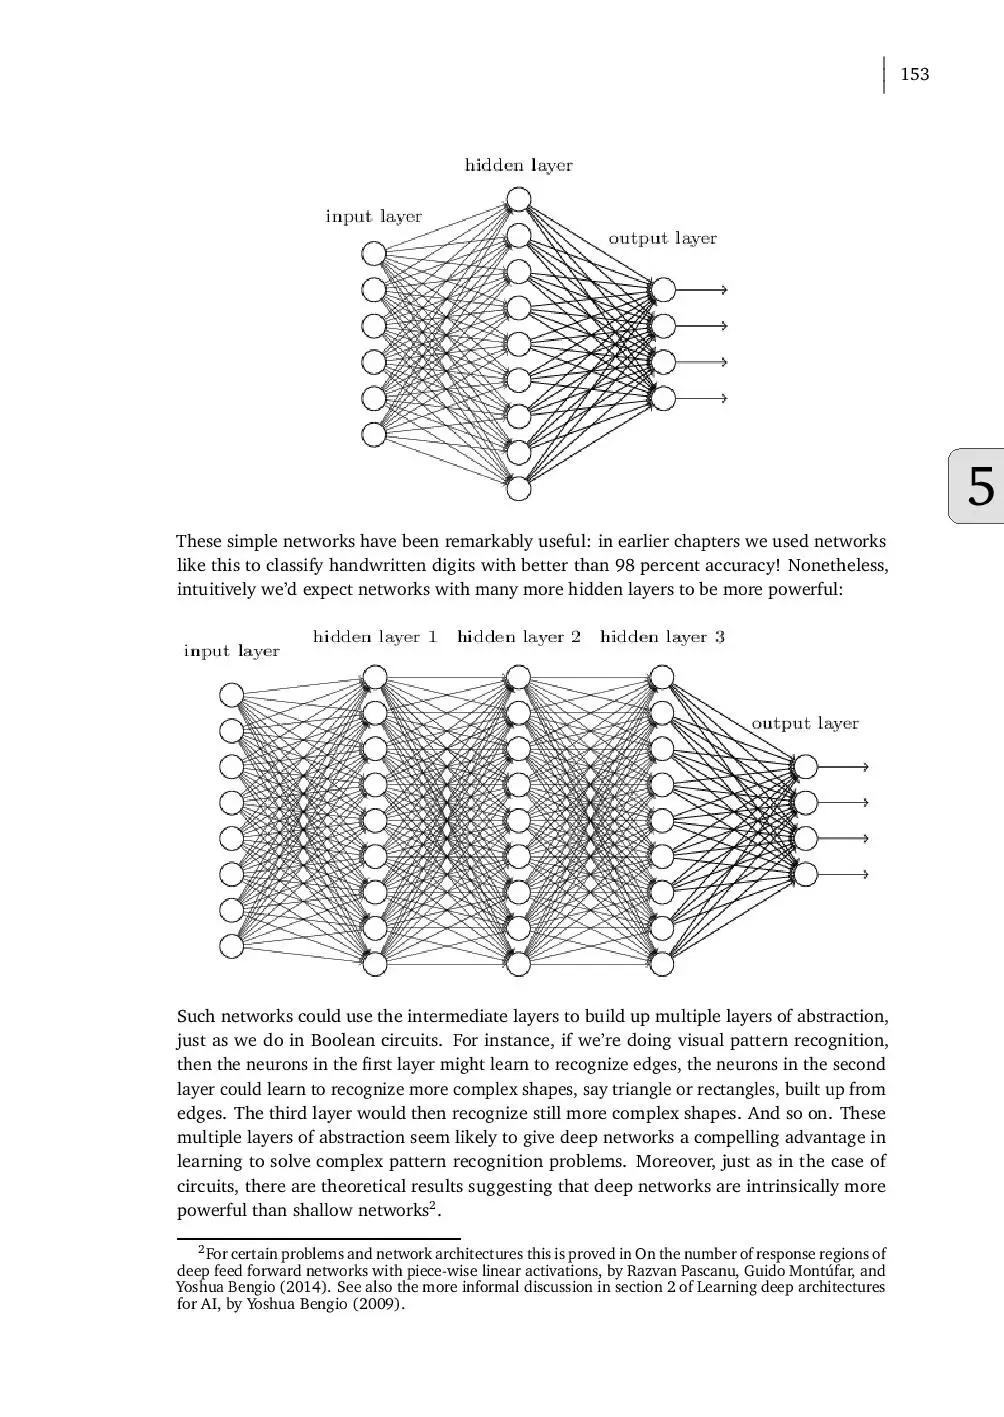 153
hidden layer
input layer
output layer
5
These simple networks have been remarkably useful: in earlier chapters we used networks
like this to classify handwritten digits with better than 98 percent accuracy! Nonetheless,
intuitively we’d expect networks with many more hidden layers to be more powerful:
hidden layer 1 hidden layer 2 hidden layer 3
input layer
output layer
Such networks could use the intermediate layers to build up multiple layers of abstraction,
just as we do in Boolean circuits. For instance, if we’re doing visual pattern recognition,
then the neurons in the first layer might learn to recognize edges, the neurons in the second
layer could learn to recognize more complex shapes, say triangle or rectangles, built up from
edges. The third layer would then recognize still more complex shapes. And so on. These
multiple layers of abstraction seem likely to give deep networks a compelling advantage in
learning to solve complex pattern recognition problems. Moreover, just as in the case of
circuits, there are theoretical results suggesting that deep networks are intrinsically more
powerful than shallow networks².
²For certain problems and network architectures this is proved in On the number of response regions of
deep feed forward networks with piece-wise linear activations, by Razvan Pascanu, Guido Montúfar, and
Yoshua Bengio (2014). See also the more informal discussion in section 2 of Learning deep architectures
for AI, by Yoshua Bengio (2009).